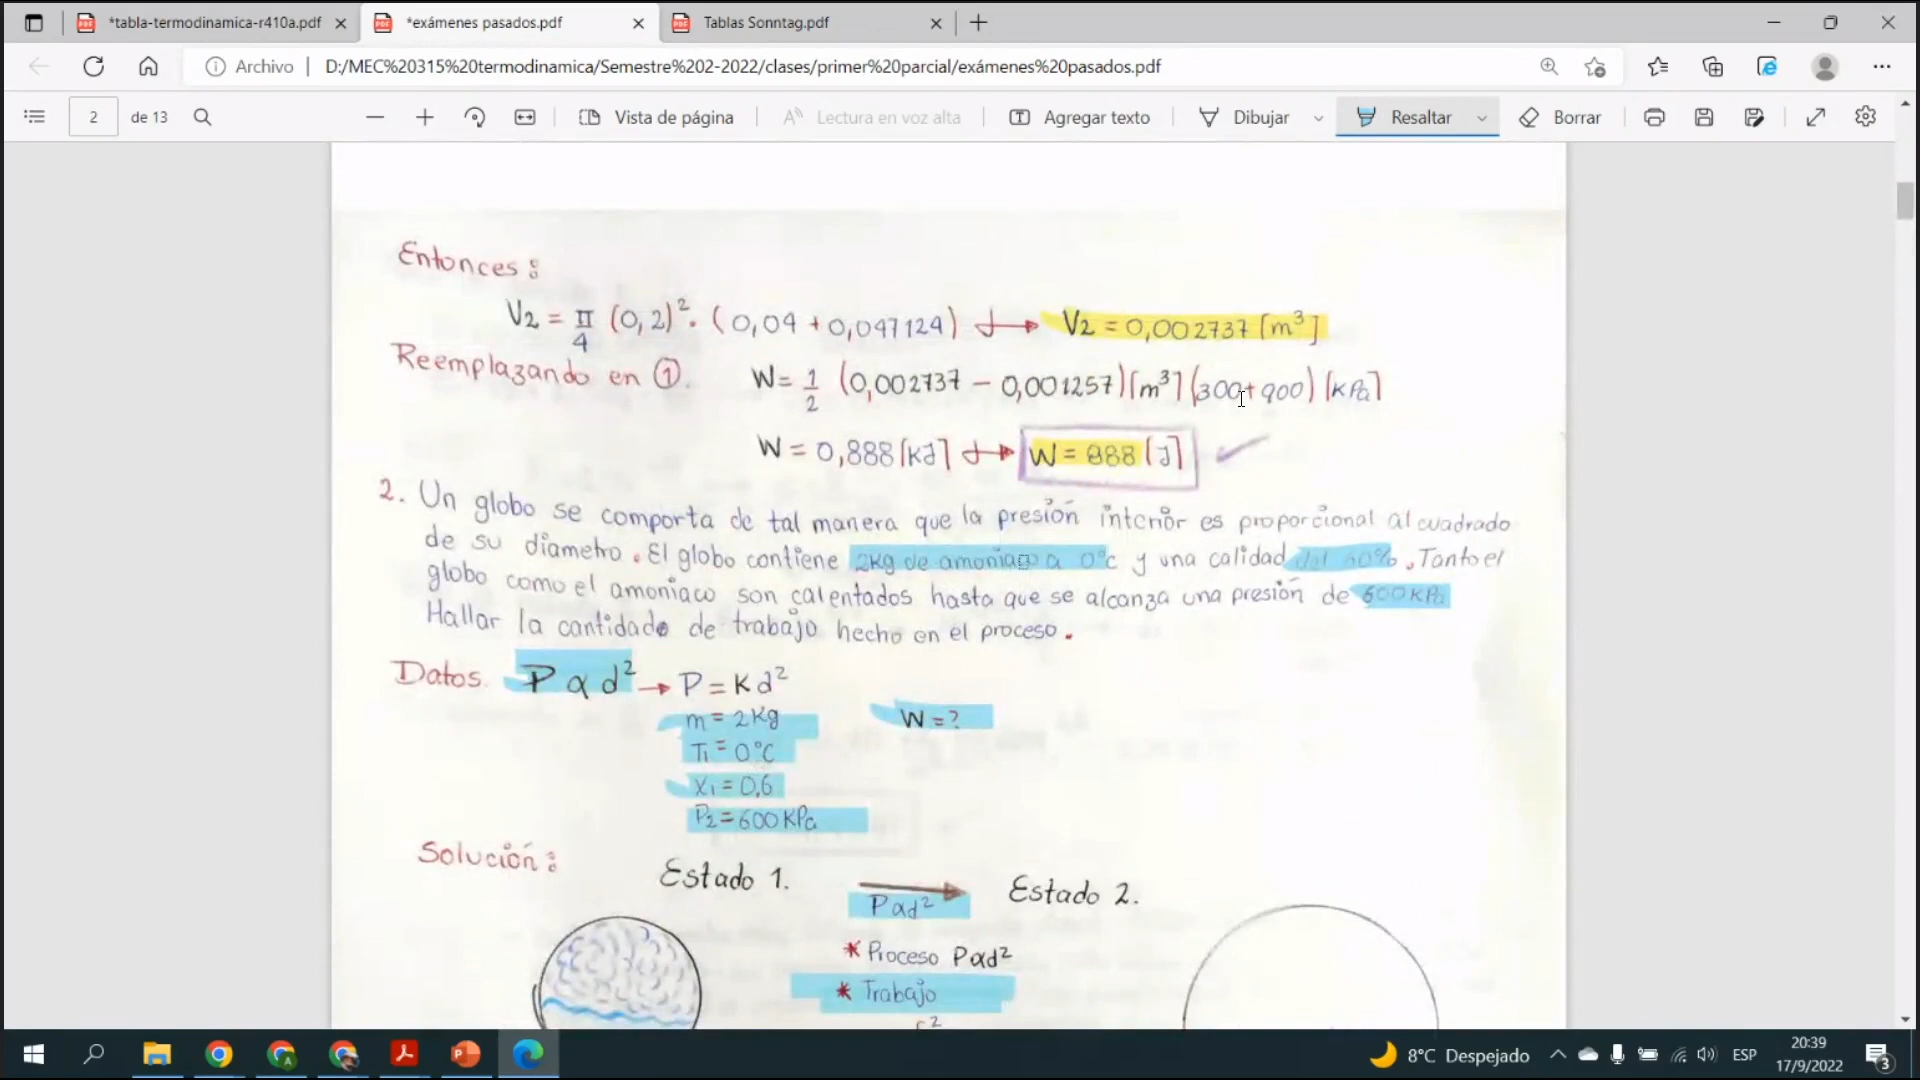 *tabla-termodinamica-r410a.pdf
*exámenes pasados.pdf
Tablas Sonntag.pdf
Archivo
D:/MEC%20315%20termodinamica/Semestre%202-2022/clases/primer%20parcial/exámenes%20pasados.pdf
2 de 13
Vista de página
Lectura en voz alta
Agregar texto
Dibujar
Resaltar
Borrar
Entonces:
V2 = π/4 (0,2)². (0,04 + 0,047124) → V2 = 0,002737 [m³]
Reemplazando en ①. W = 1/2 (0,002737 - 0,001257) [m³] (300+900) [KPa]
W = 0,888 [KJ] → W = 888 [J]
2. Un globo se comporta de tal manera que la presión interior es proporcional al cuadrado
de su diametro. El globo contiene 2kg de amoniaco a 0°c y una calidad del 60%. Tanto el
globo como el amoniaco son calentados hasta que se alcanza una presión de 600 KPa
Hallar la cantidad de trabajo hecho en el proceso.
Datos. P α d² → P = K d²
m = 2 Kg W = ?
T1 = 0°C
X1 = 0,6
P2 = 600 KPa
Solución:
Estado 1. Estado 2.
P α d²
* Proceso P α d²
* Trabajo
8°C Despejado
ESP
20:39
17/9/2022
3